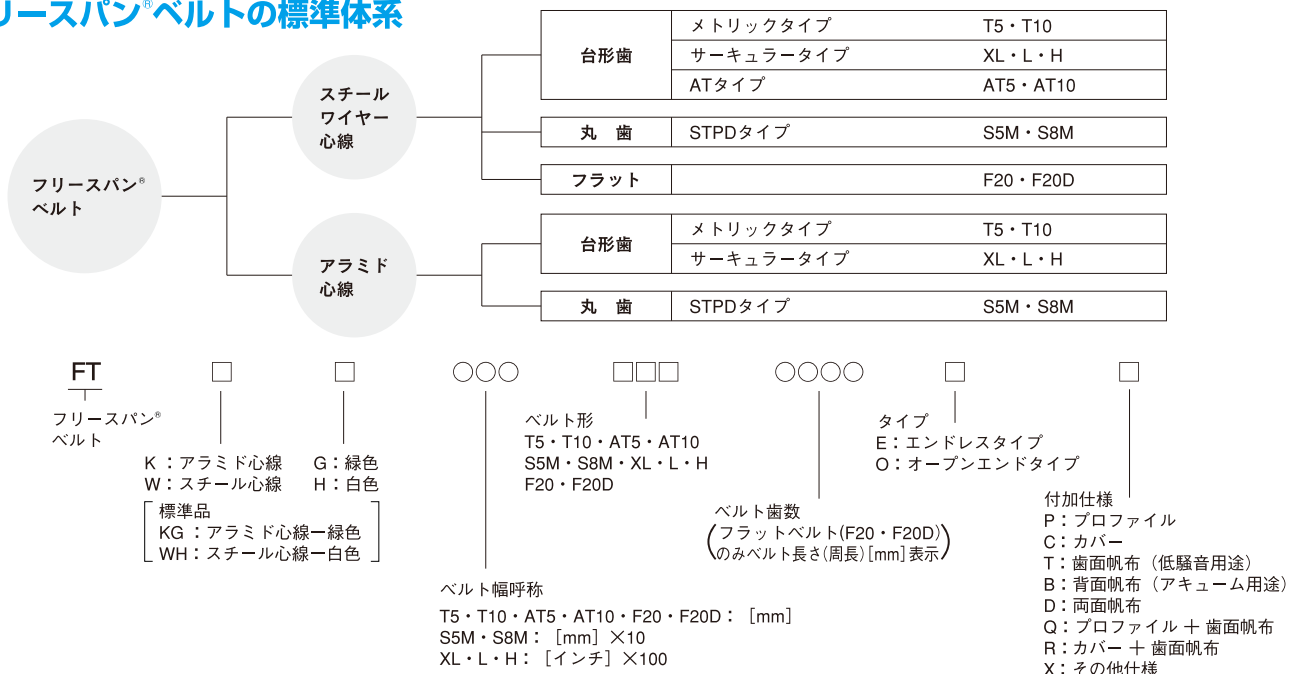 リースパン®ベルトの標準体系
フリースパン®
ベルト
スチール
ワイヤー
心線
台形歯
メトリックタイプ T5・T10
サーキュラータイプ XL・L・H
ATタイプ AT5・AT10
丸 歯 STPDタイプ S5M・S8M
フラット F20・F20D
アラミド
心線
台形歯
メトリックタイプ T5・T10
サーキュラータイプ XL・L・H
丸 歯 STPDタイプ S5M・S8M
FT □ □ ○○○ □□□ ○○○○ □ □
フリースパン®
ベルト
K：アラミド心線
W：スチール心線
G：緑色
H：白色
標準品
KG：アラミド心線ー緑色
WH：スチール心線ー白色
ベルト幅呼称
T5・T10・AT5・AT10・F20・F20D：［mm］
S5M・S8M：［mm］×10
XL・L・H：［インチ］×100
ベルト形
T5・T10・AT5・AT10
S5M・S8M・XL・L・H
F20・F20D
ベルト歯数
(フラットベルト(F20・F20D)
のみベルト長さ(周長)[mm]表示)
タイプ
E：エンドレスタイプ
O：オープンエンドタイプ
付加仕様
P：プロファイル
C：カバー
T：歯面帆布（低騒音用途）
B：背面帆布（アキューム用途）
D：両面帆布
Q：プロファイル ＋ 歯面帆布
R：カバー ＋ 歯面帆布
X：その他仕様